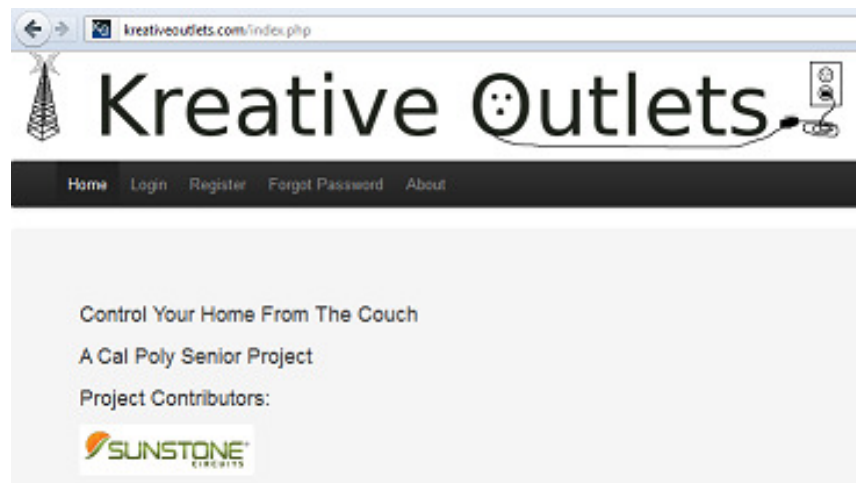 kreativeoutlets.com/index.php
Kreative Outlets
Home Login Register Forgot Password About
Control Your Home From The Couch
A Cal Poly Senior Project
Project Contributors:
SUNSTONE
CIRCUITS